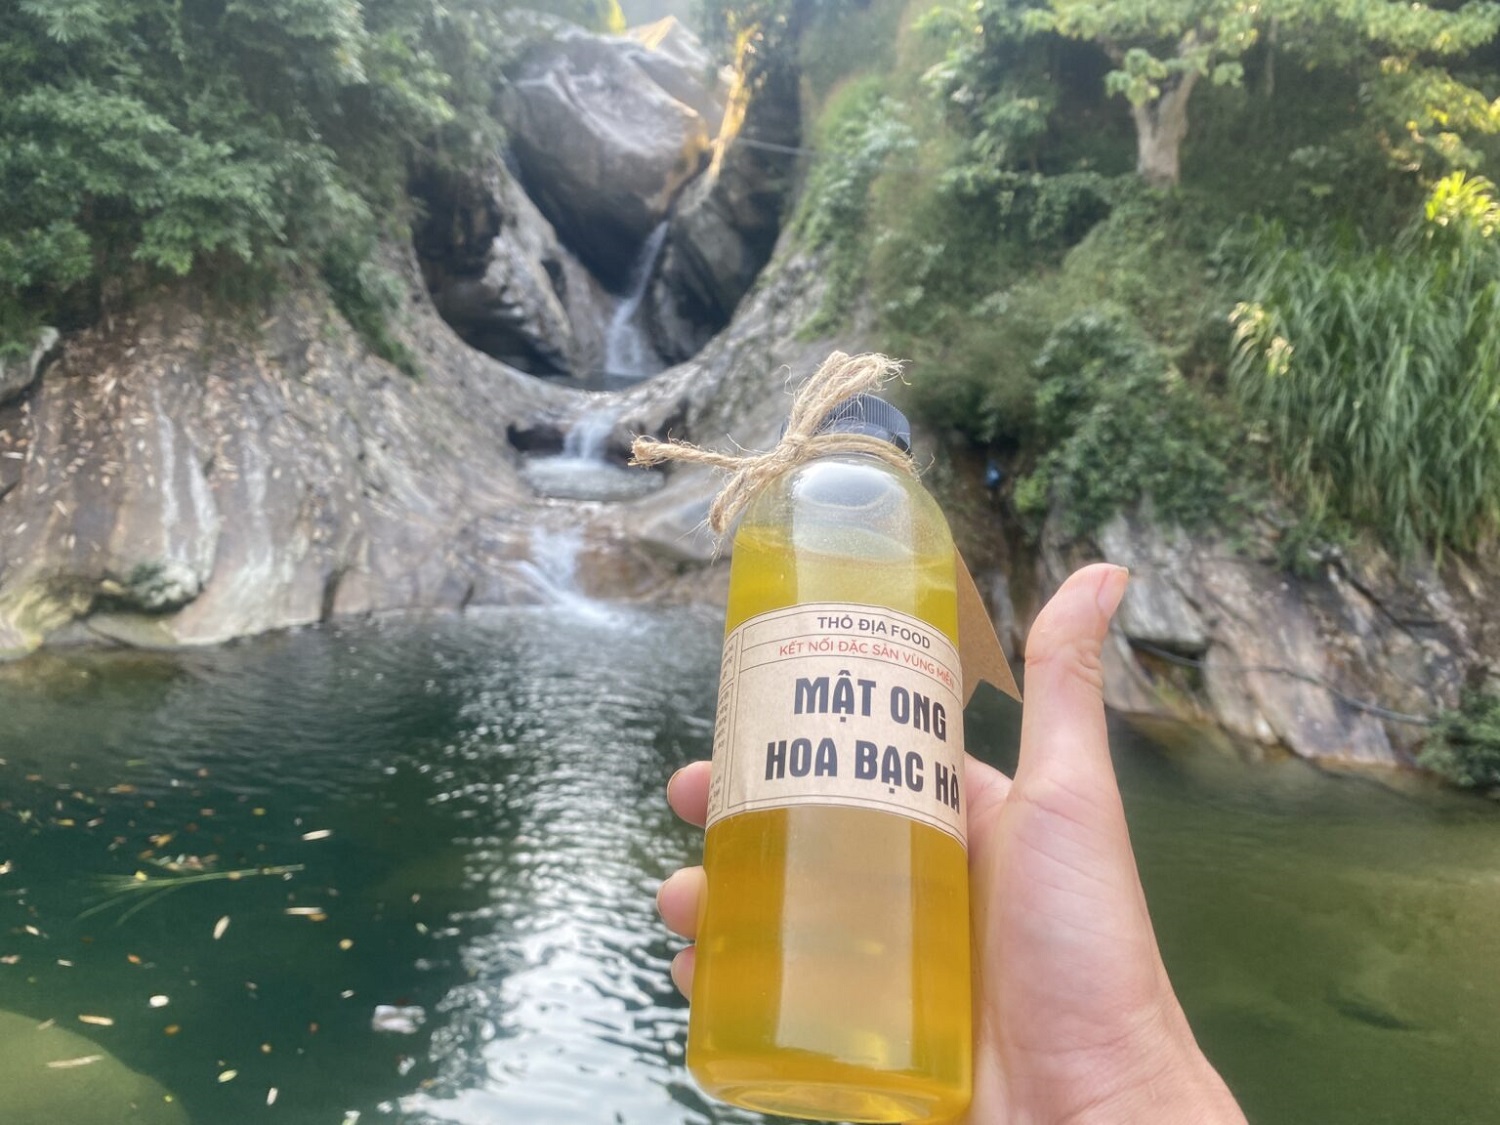 THỔ ĐỊA FOOD
KẾT NỐI ĐẶC SẢN VÙNG MIỀN
MẬT ONG
HOA BẠC HÀ